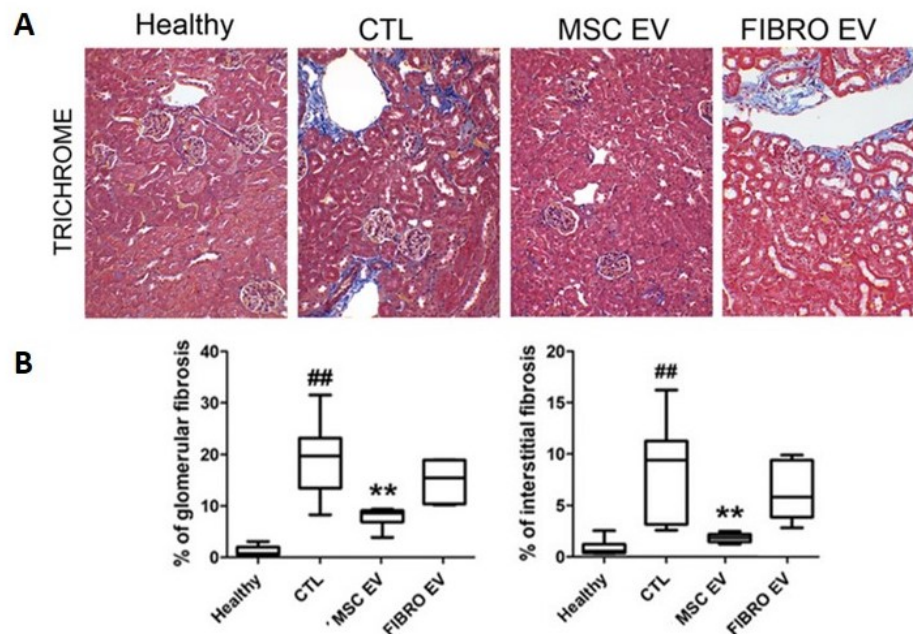 A
Healthy
CTL
MSC EV
FIBRO EV
TRICHROME
B
% of glomerular fibrosis
40
30
20
10
0
##
**
Healthy
CTL
'MSC EV
FIBRO EV
% of interstitial fibrosis
20
15
10
5
0
##
**
Healthy
CTL
MSC EV
FIBRO EV